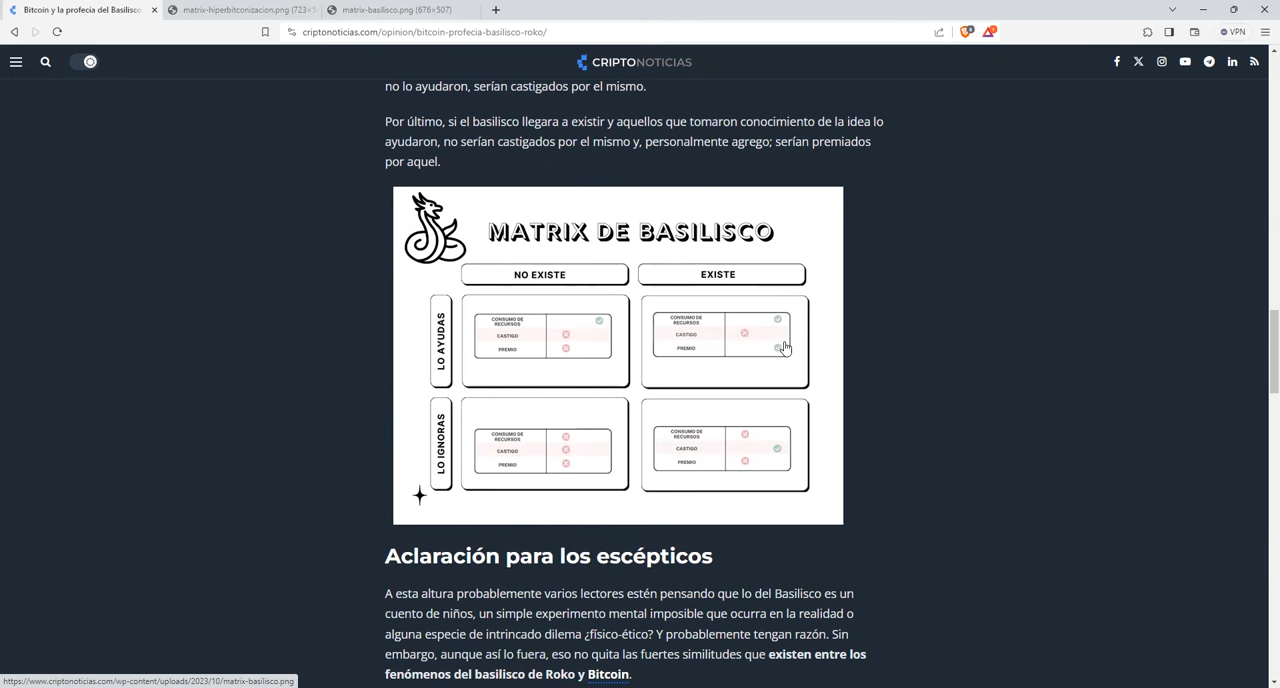 Bitcoin y la profecía del Basilisco
matrix-hiperbitconizacion.png (723×5
matrix-basilisco.png (676×507)
criptonoticias.com/opinion/bitcoin-profecia-basilisco-roko/
VPN
CRIPTONOTICIAS
no lo ayudaron, serían castigados por el mismo.
Por último, si el basilisco llegara a existir y aquellos que tomaron conocimiento de la idea lo
ayudaron, no serían castigados por el mismo y, personalmente agrego; serían premiados
por aquel.
MATRIX DE BASILISCO
NO EXISTE
EXISTE
LO AYUDAS
CONSUMO DE
RECURSOS
CASTIGO
PREMIO
CONSUMO DE
RECURSOS
CASTIGO
PREMIO
LO IGNORAS
CONSUMO DE
RECURSOS
CASTIGO
PREMIO
CONSUMO DE
RECURSOS
CASTIGO
PREMIO
Aclaración para los escépticos
A esta altura probablemente varios lectores estén pensando que lo del Basilisco es un
cuento de niños, un simple experimento mental imposible que ocurra en la realidad o
alguna especie de intrincado dilema ¿físico-ético? Y probablemente tengan razón. Sin
embargo, aunque así lo fuera, eso no quita las fuertes similitudes que existen entre los
fenómenos del basilisco de Roko y Bitcoin.
https://www.criptonoticias.com/wp-content/uploads/2023/10/matrix-basilisco.png